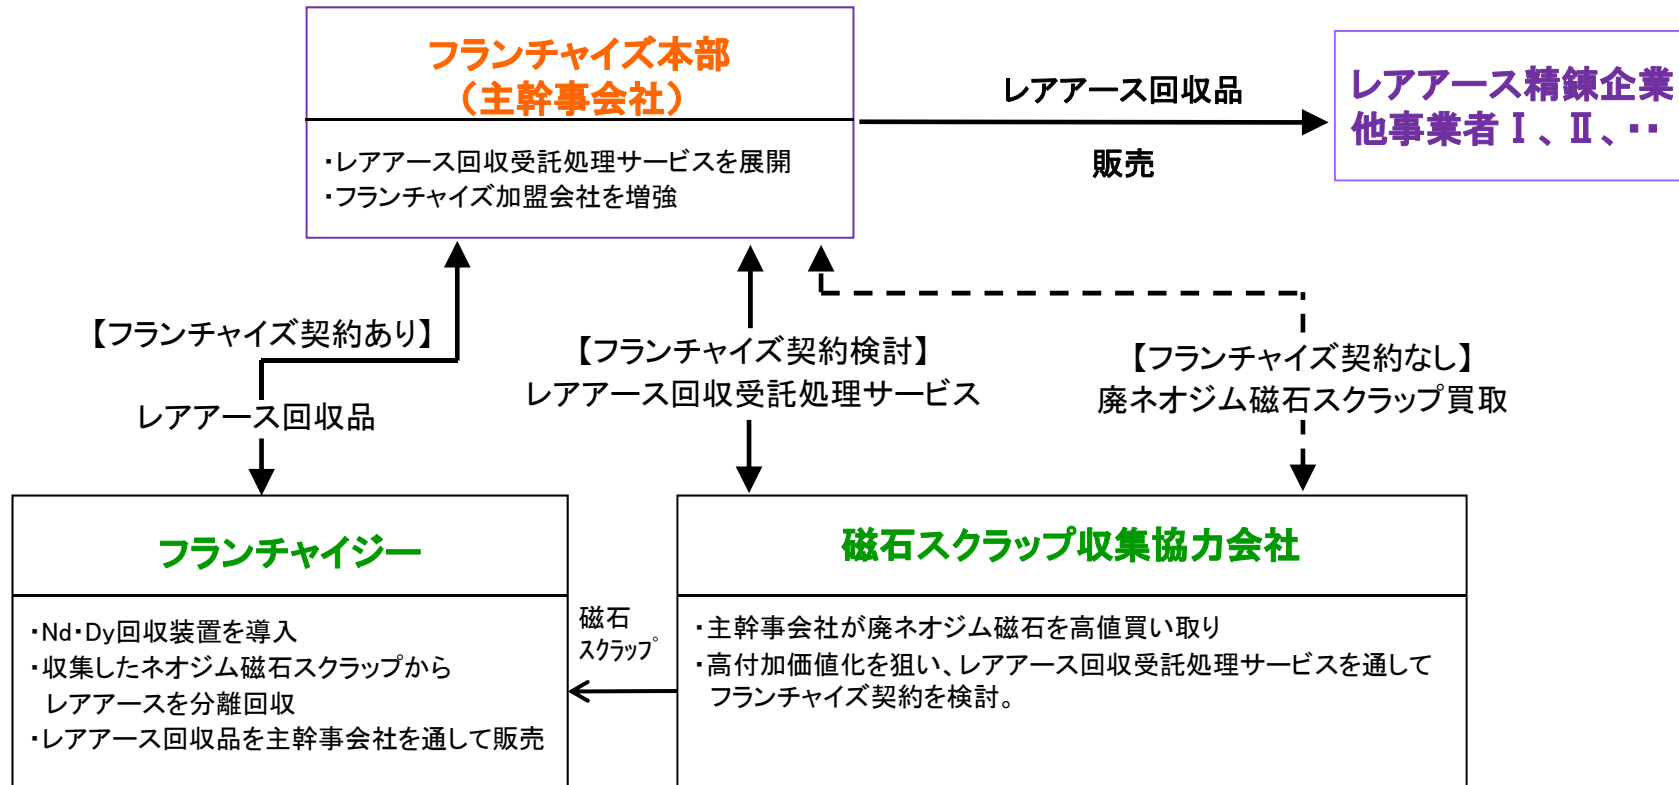 フランチャイズ本部
（主幹事会社）
・レアアース回収受託処理サービスを展開
・フランチャイズ加盟会社を増強
レアアース回収品
販売
レアアース精錬企業
他事業者Ⅰ、Ⅱ、・・
【フランチャイズ契約あり】
レアアース回収品
【フランチャイズ契約検討】
レアアース回収受託処理サービス
【フランチャイズ契約なし】
廃ネオジム磁石スクラップ買取
フランチャイジー
・Nd・Dy回収装置を導入
・収集したネオジム磁石スクラップから
レアアースを分離回収
・レアアース回収品を主幹事会社を通して販売
磁石
ｽｸﾗｯﾌﾟ
磁石スクラップ収集協力会社
・主幹事会社が廃ネオジム磁石を高値買い取り
・高付加価値化を狙い、レアアース回収受託処理サービスを通して
フランチャイズ契約を検討。